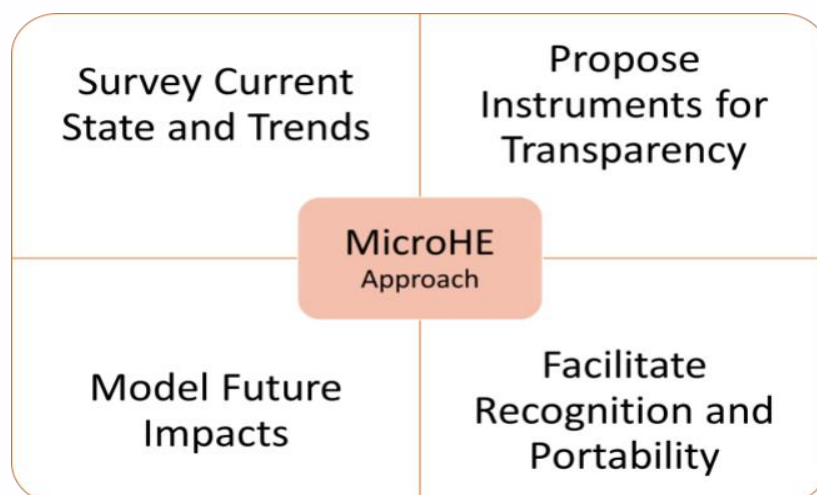 Survey Current
State and Trends
Propose
Instruments for
Transparency
MicroHE
Approach
Model Future
Impacts
Facilitate
Recognition and
Portability